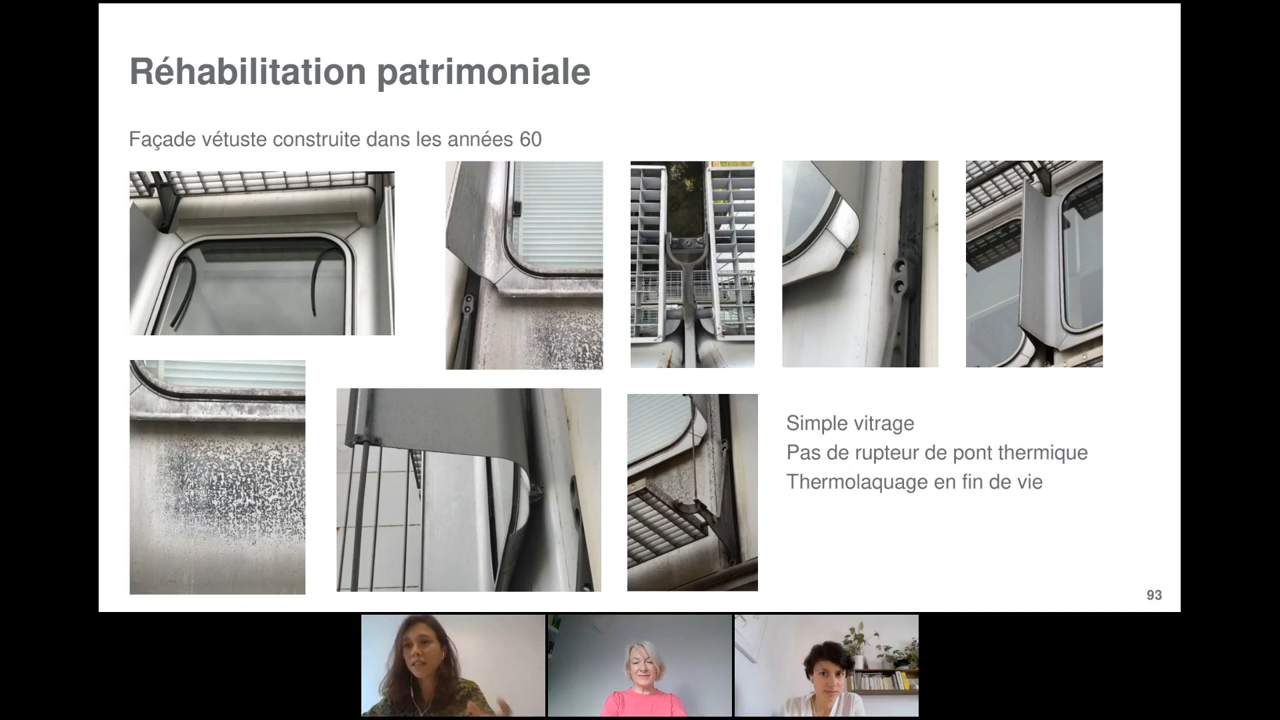 Réhabilitation patrimoniale
Façade vétuste construite dans les années 60
Simple vitrage
Pas de rupteur de pont thermique
Thermolaquage en fin de vie
93